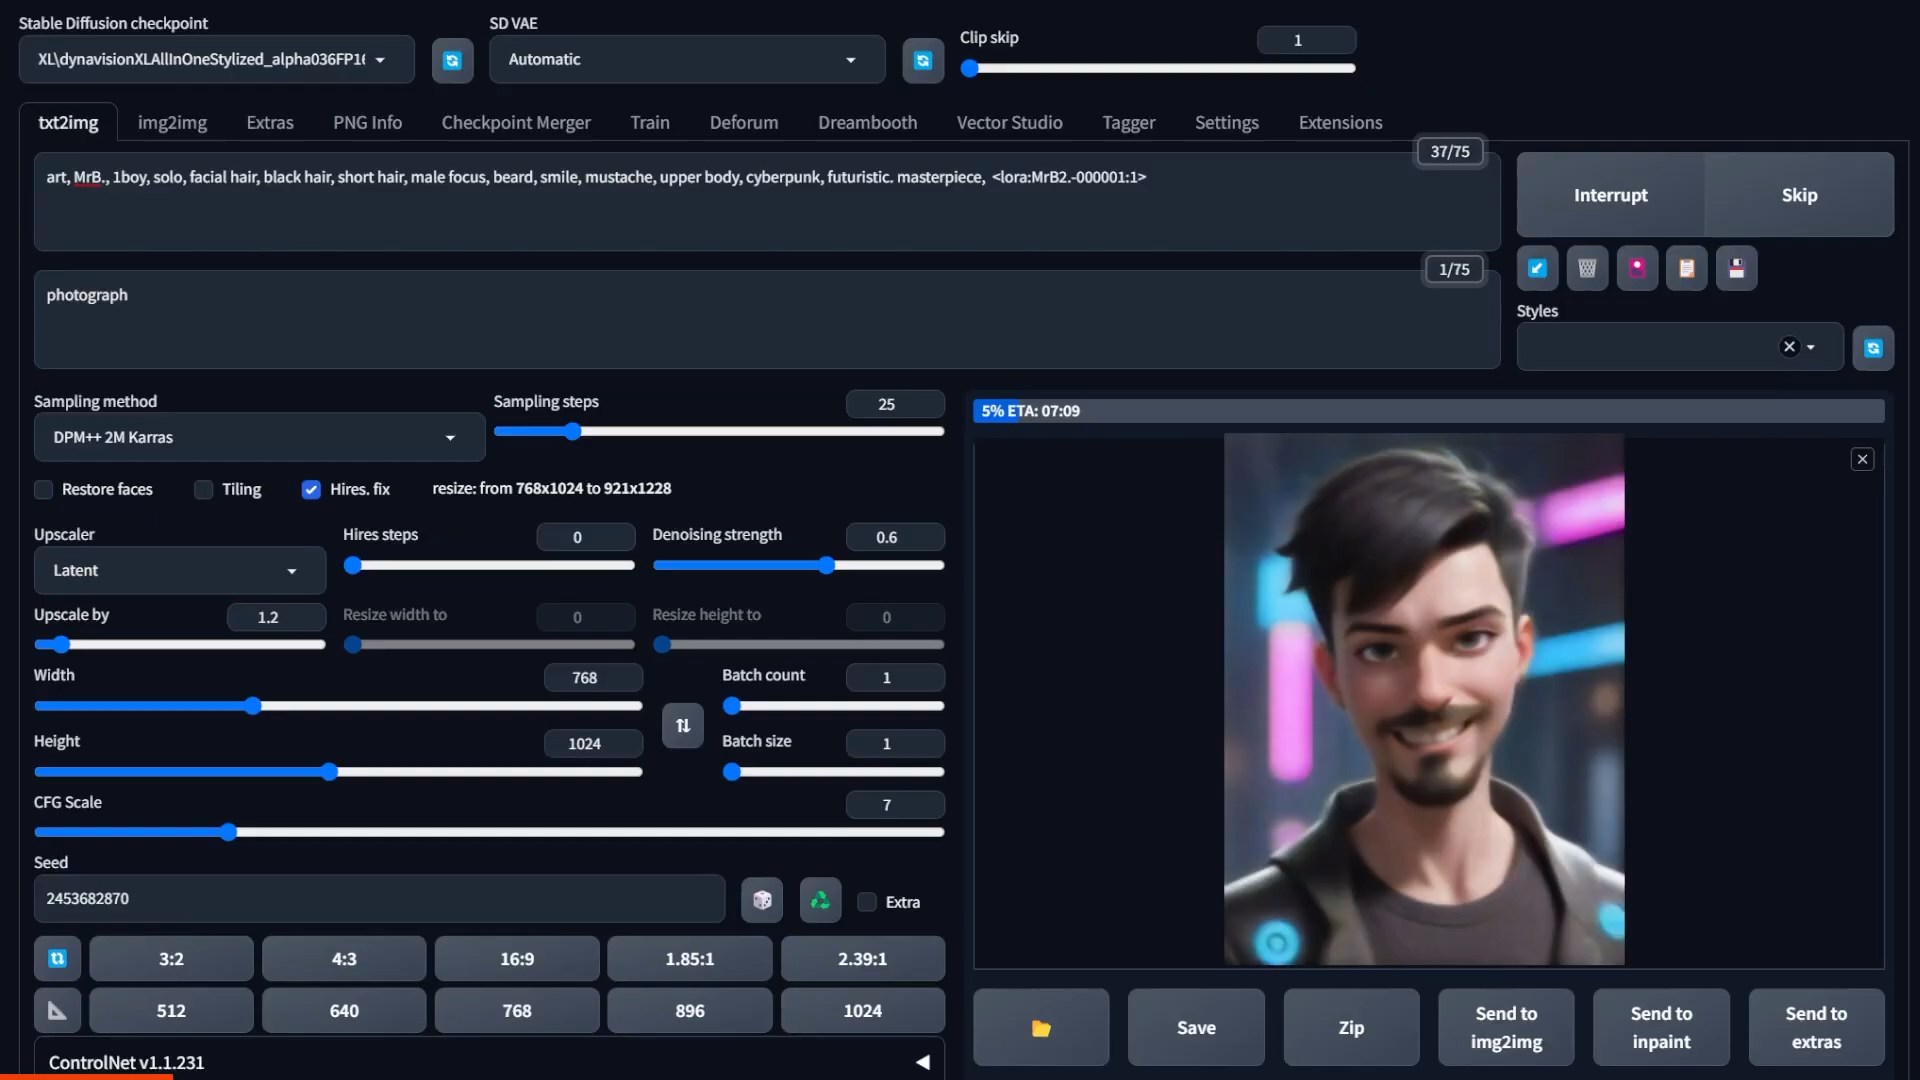 Stable Diffusion checkpoint
SD VAE
Clip skip
1
XL\dynavisionXLAllInOneStylized_alpha036FP16
Automatic
txt2img
img2img
Extras
PNG Info
Checkpoint Merger
Train
Deforum
Dreambooth
Vector Studio
Tagger
Settings
Extensions
37/75
art, MrB., 1boy, solo, facial hair, black hair, short hair, male focus, beard, smile, mustache, upper body, cyberpunk, futuristic. masterpiece, <lora:MrB2.-000001:1>
Interrupt
Skip
1/75
photograph
Styles
Sampling method
DPM++ 2M Karras
Sampling steps
25
5% ETA: 07:09
Restore faces
Tiling
Hires. fix
resize: from 768x1024 to 921x1228
Upscaler
Latent
Hires steps
0
Denoising strength
0.6
Upscale by
1.2
Resize width to
0
Resize height to
0
Width
768
Batch count
1
Height
1024
Batch size
1
CFG Scale
7
Seed
2453682870
Extra
3:2
4:3
16:9
1.85:1
2.39:1
512
640
768
896
1024
Save
Zip
Send to
img2img
Send to
inpaint
Send to
extras
ControlNet v1.1.231